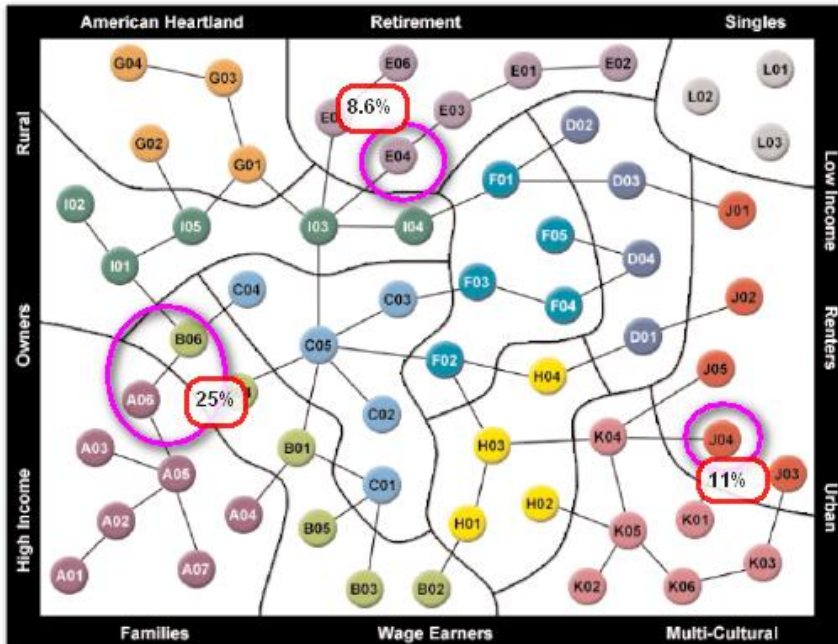 American Heartland
Retirement
Singles
G04
E06
E01
E02
L01
G03
L02
8.6%
E03
D02
L03
Rural
G02
E04
Low Income
G01
F01
D03
I02
J01
I05
I03
I04
F05
I01
D04
C04
C03
F03
F04
J02
Owners
B06
C05
D01
Renters
F02
H04
J05
A06
25%
C02
A03
B01
H03
K04
J04
A05
11%
J03
C01
High Income
A02
A04
B05
H01
H02
K05
K01
Urban
A01
A07
B03
B02
K02
K06
K03
Families
Wage Earners
Multi-Cultural